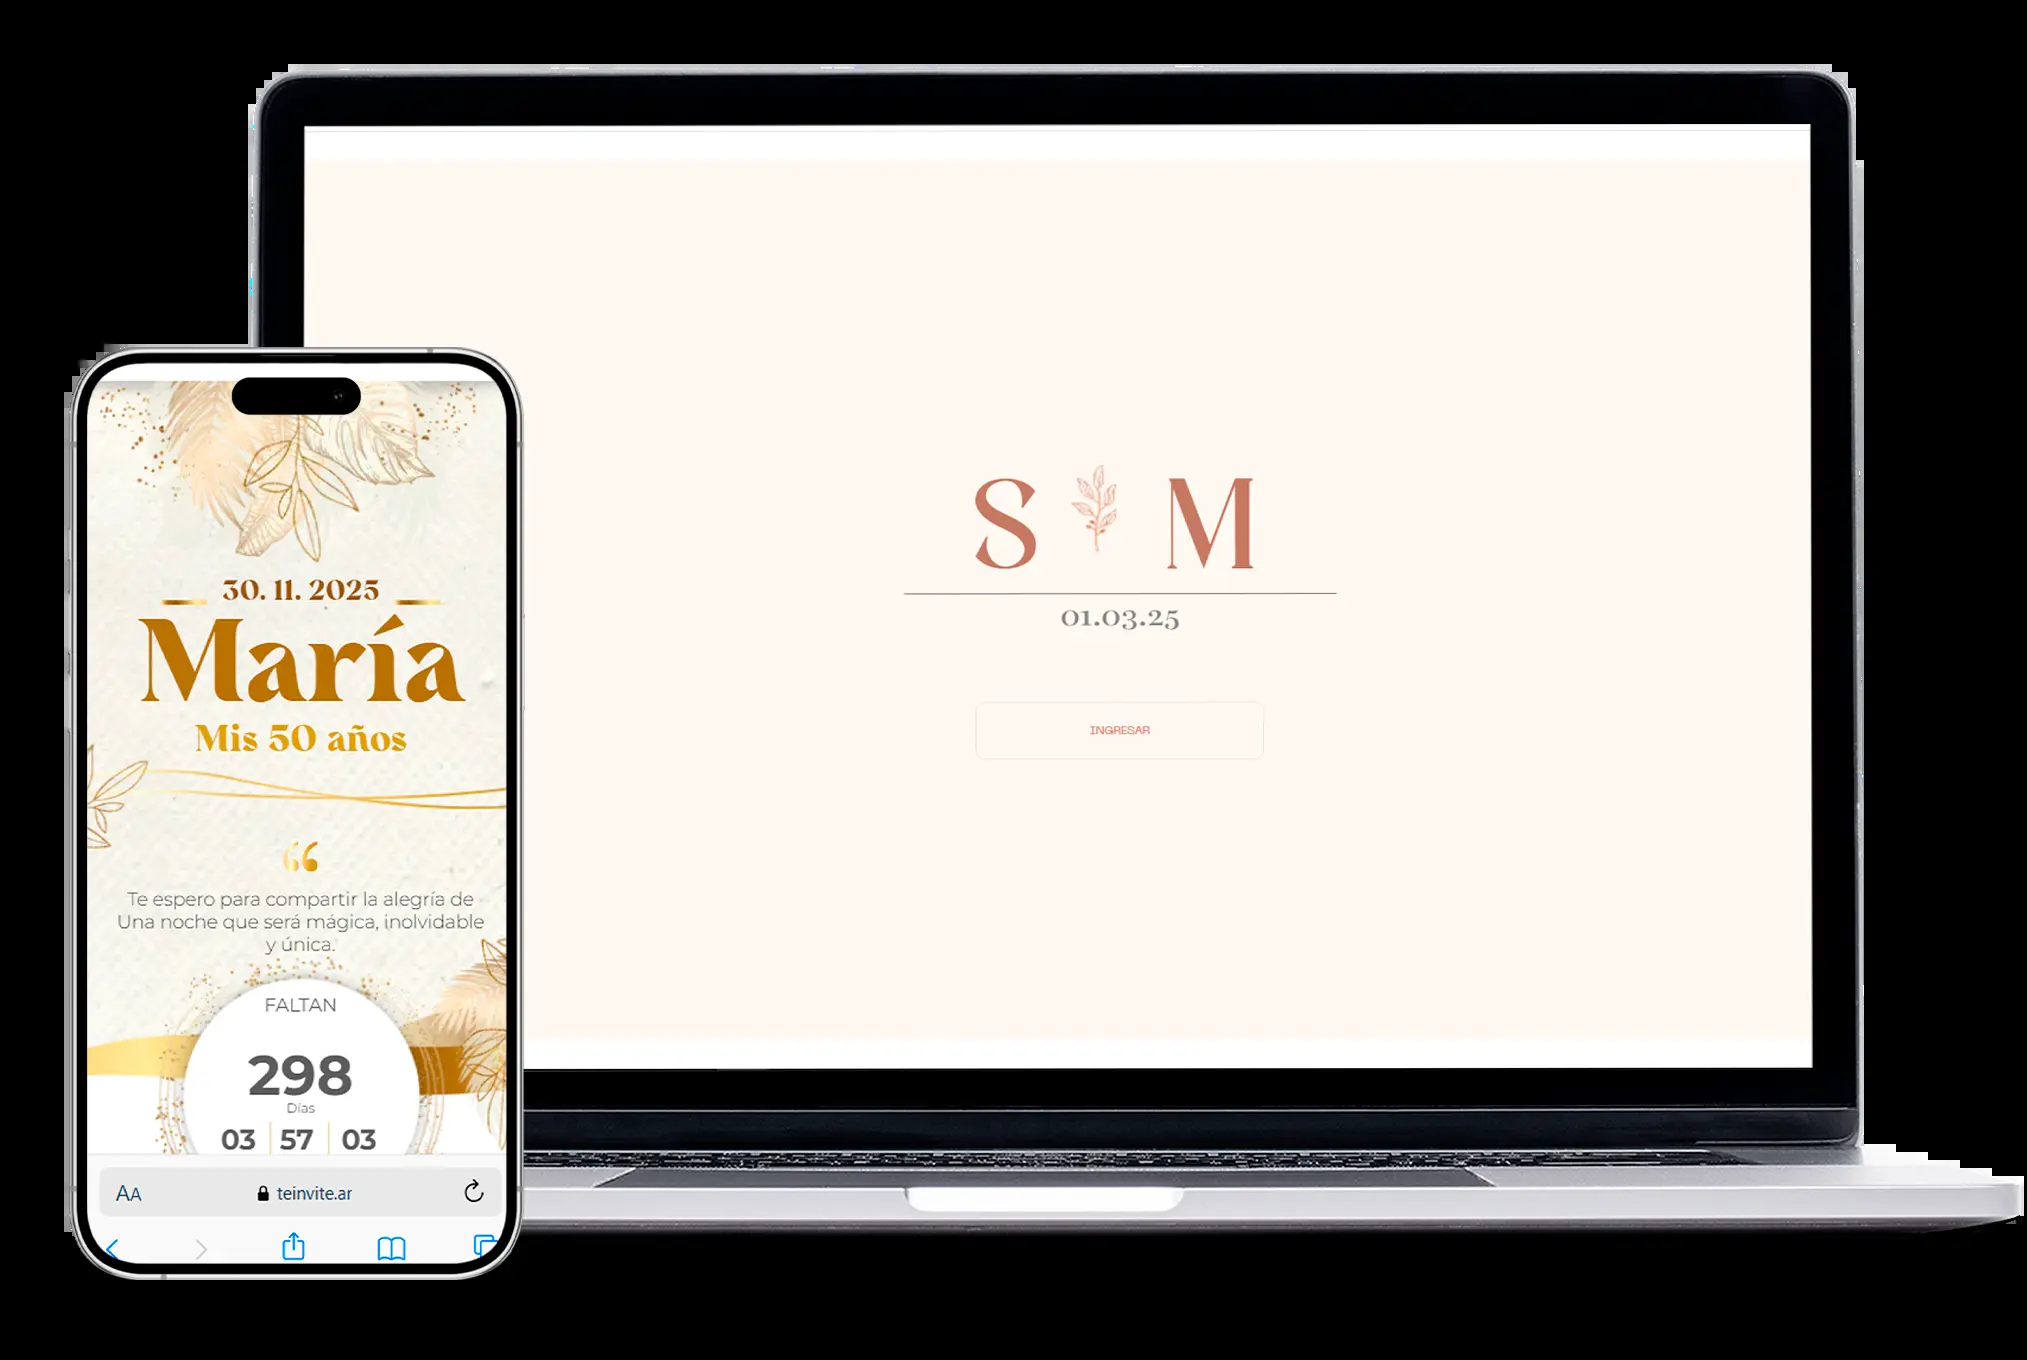 S M
01.03.25
INGRESAR
30. 11. 2025
María
Mis 50 años
“
Te espero para compartir la alegría de
Una noche que será mágica, inolvidable
y única.
FALTAN
298
Días
03 57 03
AA teinvite.ar